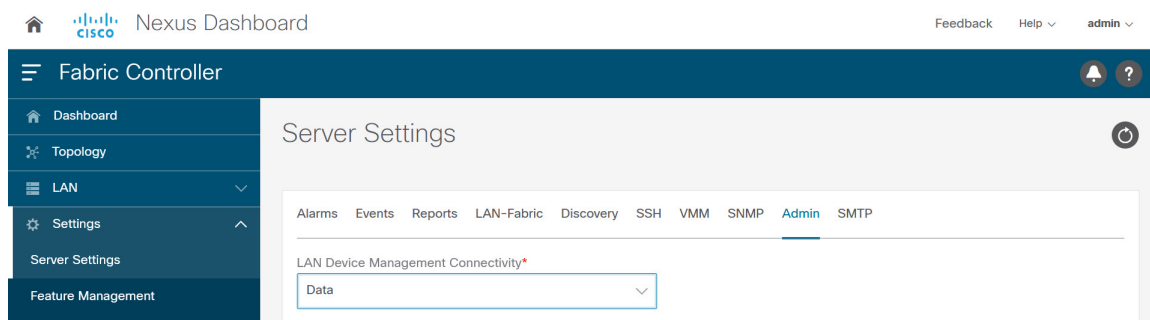 CISCO Nexus Dashboard Feedback Help admin
Fabric Controller ?
Dashboard
Server Settings
Topology
LAN
Alarms Events Reports LAN-Fabric Discovery SSH VMM SNMP Admin SMTP
Settings
Server Settings
LAN Device Management Connectivity*
Data
Feature Management